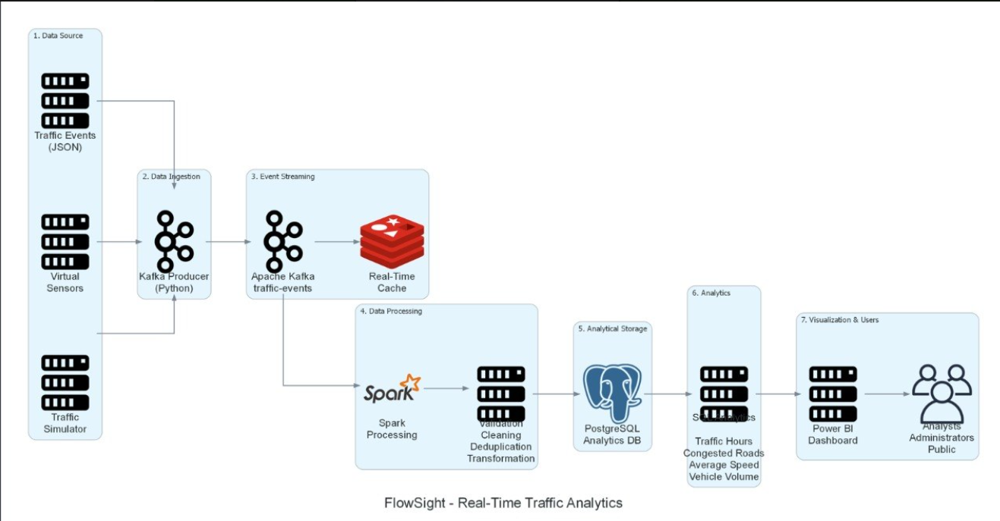 1. Data Source
Traffic Events
(JSON)
Virtual
Sensors
Traffic
Simulator
2. Data Ingestion
Kafka Producer
(Python)
3. Event Streaming
Apache Kafka
traffic-events
Real-Time
Cache
4. Data Processing
Spark
Spark
Processing
Validation
Cleaning
Deduplication
Transformation
5. Analytical Storage
PostgreSQL
Analytics DB
6. Analytics
SQL Analytics
Traffic Hours
Congested Roads
Average Speed
Vehicle Volume
7. Visualization & Users
Power BI
Dashboard
Analysts
Administrators
Public
FlowSight - Real-Time Traffic Analytics